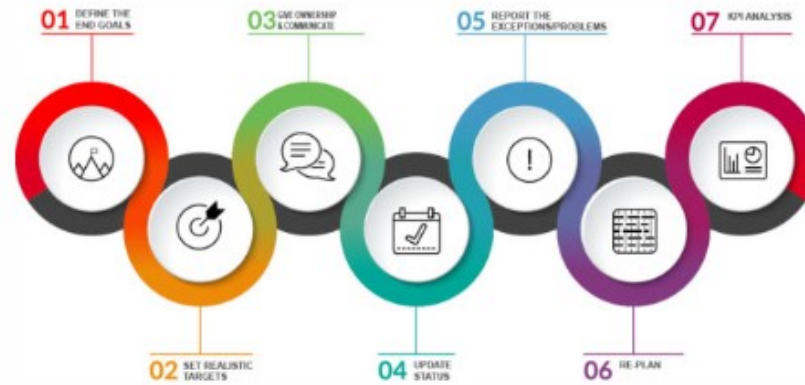 01 DEFINE THE
END GOALS
03 GIVE OWNERSHIP
& COMMUNICATE
05 REPORT THE
EXCEPTIONS/PROBLEMS
07 KPI ANALYSIS
02 SET REALISTIC
TARGETS
04 UPDATE
STATUS
06 RE-PLAN